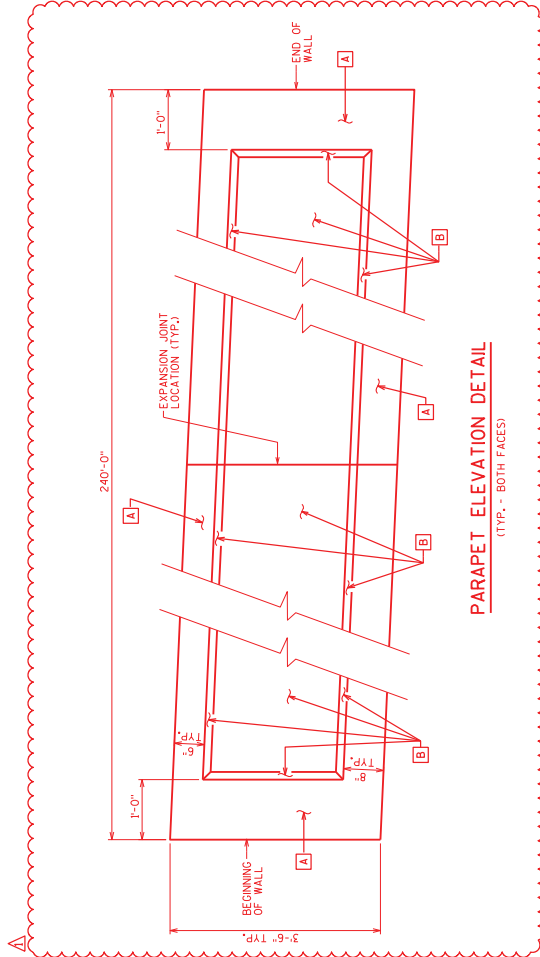 1
240'-0"
1'-0"
1'-0"
END OF
WALL
A
EXPANSION JOINT
LOCATION (TYP.)
A
6"
TYP.
8"
TYP.
B
B
B
A
A
BEGINNING
OF WALL
3'-6" TYP.
PARAPET ELEVATION DETAIL
(TYP. - BOTH FACES)